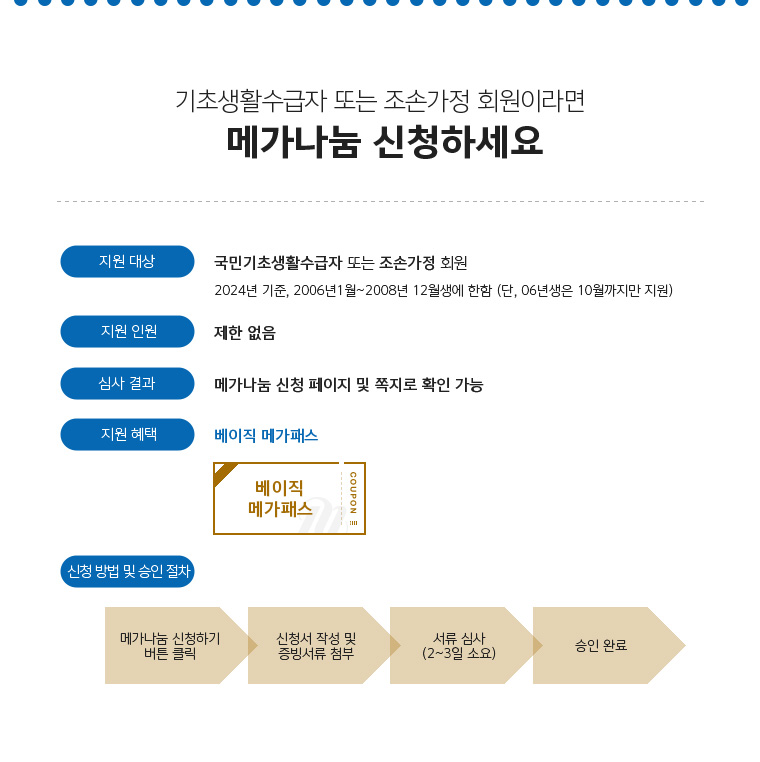 기초생활수급자 또는 조손가정 회원이라면
메가나눔 신청하세요
지원 대상
국민기초생활수급자 또는 조손가정 회원
2024년 기준, 2006년1월~2008년 12월생에 한함 (단, 06년생은 10월까지만 지원)
지원 인원
제한 없음
심사 결과
메가나눔 신청 페이지 및 쪽지로 확인 가능
지원 혜택
베이직 메가패스
베이직
메가패스
COUPON
신청 방법 및 승인 절차
메가나눔 신청하기
버튼 클릭
신청서 작성 및
증빙서류 첨부
서류 심사
(2~3일 소요)
승인 완료